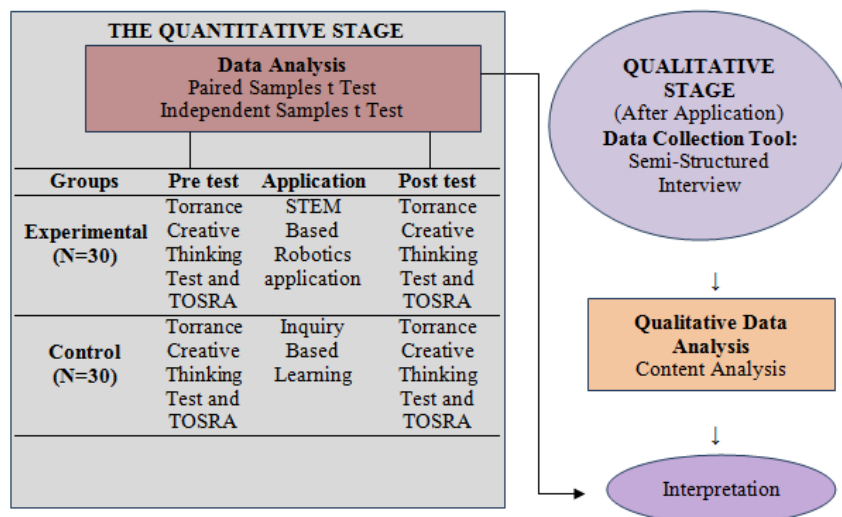 THE QUANTITATIVE STAGE
Data Analysis
Paired Samples t Test
Independent Samples t Test
Groups Pre test Application Post test
Experimental
(N=30)
Torrance
Creative
Thinking
Test and
TOSRA
STEM
Based
Robotics
application
Torrance
Creative
Thinking
Test and
TOSRA
Control
(N=30)
Torrance
Creative
Thinking
Test and
TOSRA
Inquiry
Based
Learning
Torrance
Creative
Thinking
Test and
TOSRA
QUALITATIVE
STAGE
(After Application)
Data Collection Tool:
Semi-Structured
Interview
↓
Qualitative Data
Analysis
Content Analysis
↓
Interpretation